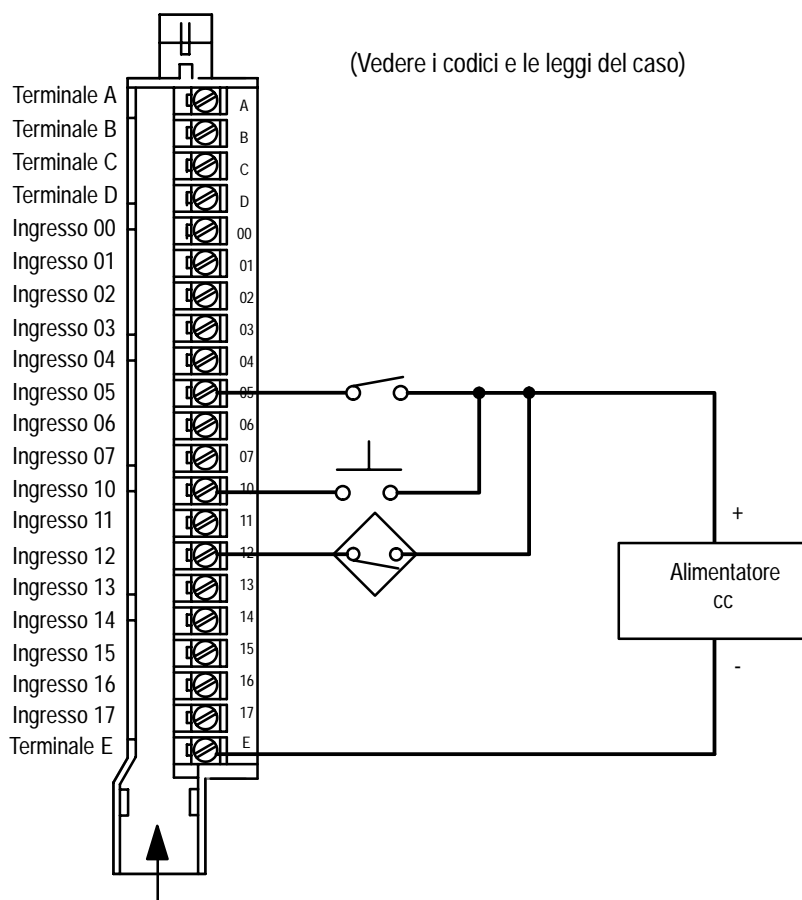 (Vedere i codici e le leggi del caso)
Terminale A
Terminale B
Terminale C
Terminale D
Ingresso 00
Ingresso 01
Ingresso 02
Ingresso 03
Ingresso 04
Ingresso 05
Ingresso 06
Ingresso 07
Ingresso 10
Ingresso 11
Ingresso 12
Ingresso 13
Ingresso 14
Ingresso 15
Ingresso 16
Ingresso 17
Terminale E
A
B
C
D
00
01
02
03
04
05
06
07
10
11
12
13
14
15
16
17
E
+
Alimentatore
cc
-